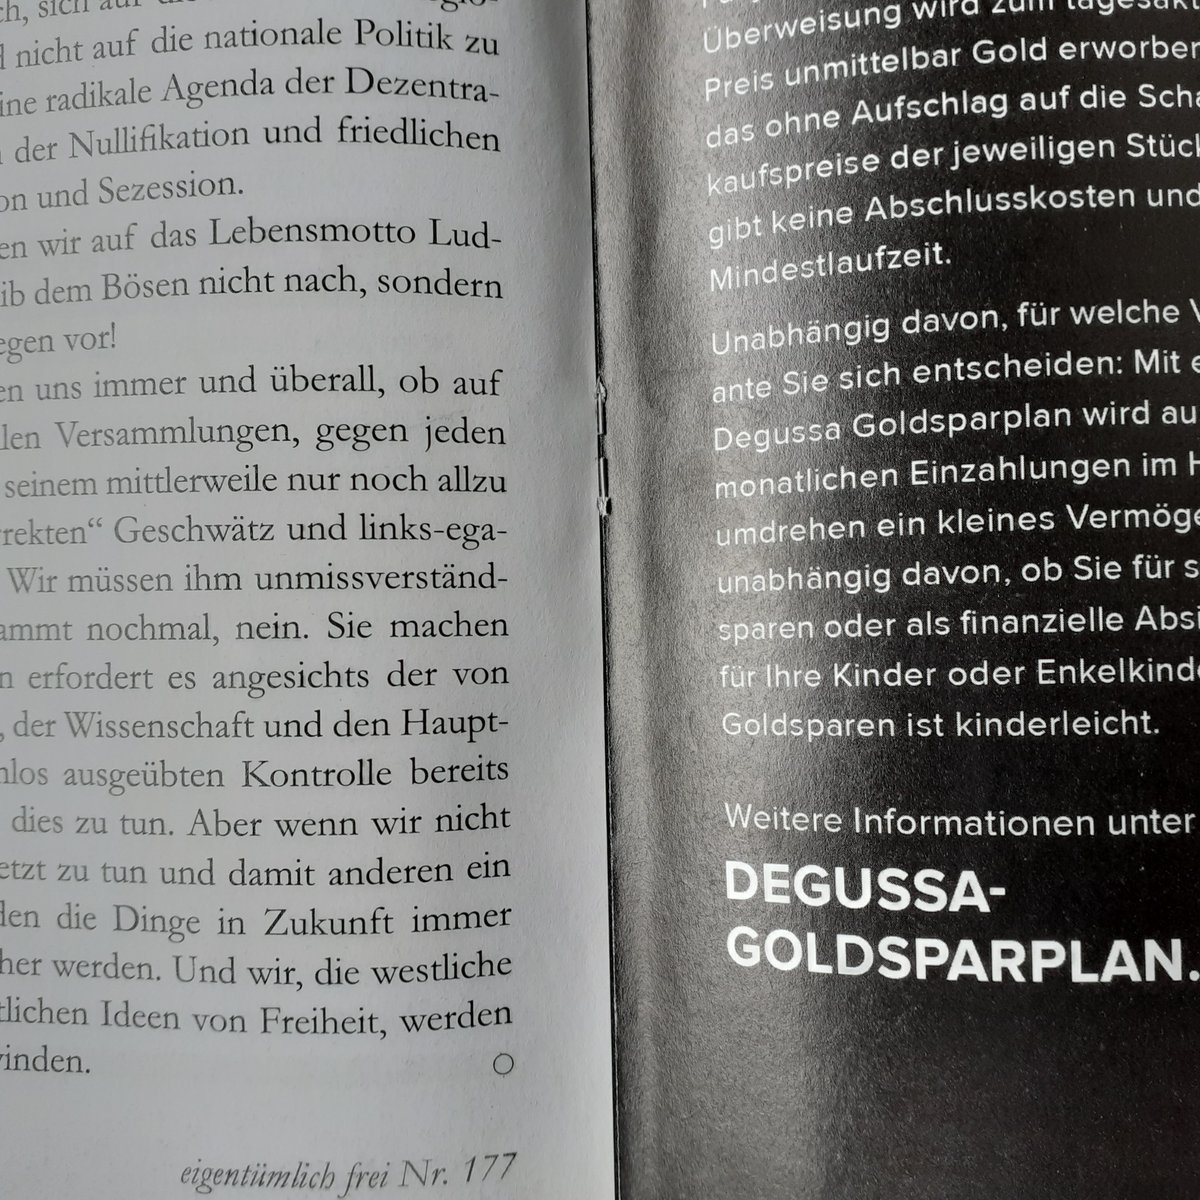 nicht auf die nationale Politik zu
ine radikale Agenda der Dezentra-
der Nullifikation und friedlichen
on und Sezession.
en wir auf das Lebensmotto Lud-
ib dem Bösen nicht nach, sondern
egen vor!
en uns immer und überall, ob auf
len Versammlungen, gegen jeden
seinem mittlerweile nur noch allzu
rrekten“ Geschwätz und links-ega-
Wir müssen ihm unmissverständ-
ammt nochmal, nein. Sie machen
n erfordert es angesichts der von
, der Wissenschaft und den Haupt-
nlos ausgeübten Kontrolle bereits
dies zu tun. Aber wenn wir nicht
etzt zu tun und damit anderen ein
den die Dinge in Zukunft immer
her werden. Und wir, die westliche
tlichen Ideen von Freiheit, werden
inden.
eigentümlich frei Nr. 177
Überweisung wird zum tagesakt
Preis unmittelbar Gold erworben
das ohne Aufschlag auf die Scha
kaufspreise der jeweiligen Stück
gibt keine Abschlusskosten und
Mindestlaufzeit.
Unabhängig davon, für welche V
ante Sie sich entscheiden: Mit e
Degussa Goldsparplan wird au
monatlichen Einzahlungen im H
umdrehen ein kleines Vermöge
unabhängig davon, ob Sie für s
sparen oder als finanzielle Absi
für Ihre Kinder oder Enkelkinde
Goldsparen ist kinderleicht.
Weitere Informationen unter
DEGUSSA-
GOLDSPARPLAN.